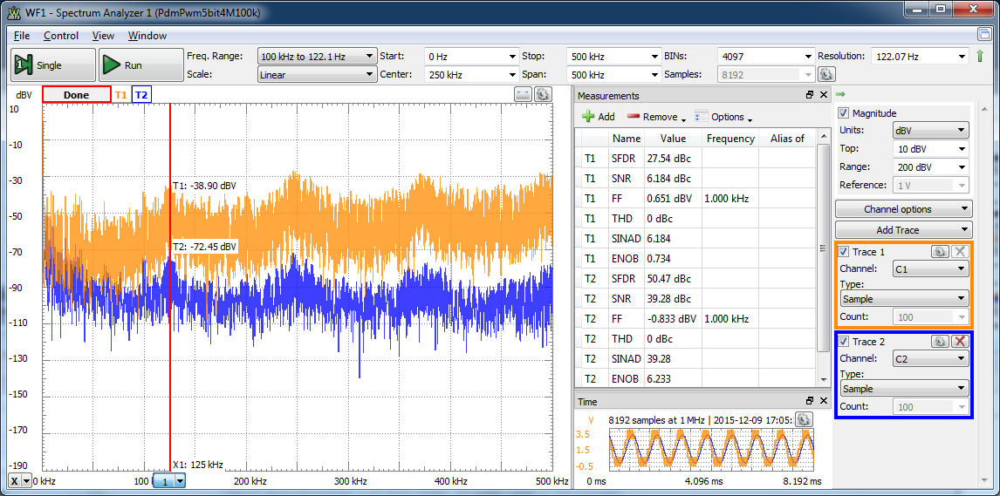 WF1 - Spectrum Analyzer 1 (PdmPwm5bit4M100k)
File Control View Window
Single Run Freq. Range: 100 kHz to 122.1 Hz Start: 0 Hz Stop: 500 kHz BINs: 4097 Resolution: 122.07 Hz
Scale: Linear Center: 250 kHz Span: 500 kHz Samples: 8192
dBV Done T1 T2
10
-10
-30
-50
-70
-90
-110
-130
-150
-170
-190
T1: -38.90 dBV
T2: -72.45 dBV
X1: 125 kHz
X 0 kHz 100 k 1 200 kHz 300 kHz 400 kHz 500 kHz
Measurements
Add Remove Options
Name Value Frequency Alias of
T1 SFDR 27.54 dBc
T1 SNR 6.184 dBc
T1 FF 0.651 dBV 1.000 kHz
T1 THD 0 dBc
T1 SINAD 6.184
T1 ENOB 0.734
T2 SFDR 50.47 dBc
T2 SNR 39.28 dBc
T2 FF -0.833 dBV 1.000 kHz
T2 THD 0 dBc
T2 SINAD 39.28
T2 ENOB 6.233
Time
V 8192 samples at 1 MHz | 2015-12-09 17:05:
3.5
1.5
-0.5
0 ms 4.096 ms 8.192 ms
Magnitude
Units: dBV
Top: 10 dBV
Range: 200 dBV
Reference: 1 V
Channel options
Add Trace
Trace 1
Channel: C1
Type:
Sample
Count: 100
Trace 2
Channel: C2
Type:
Sample
Count: 100